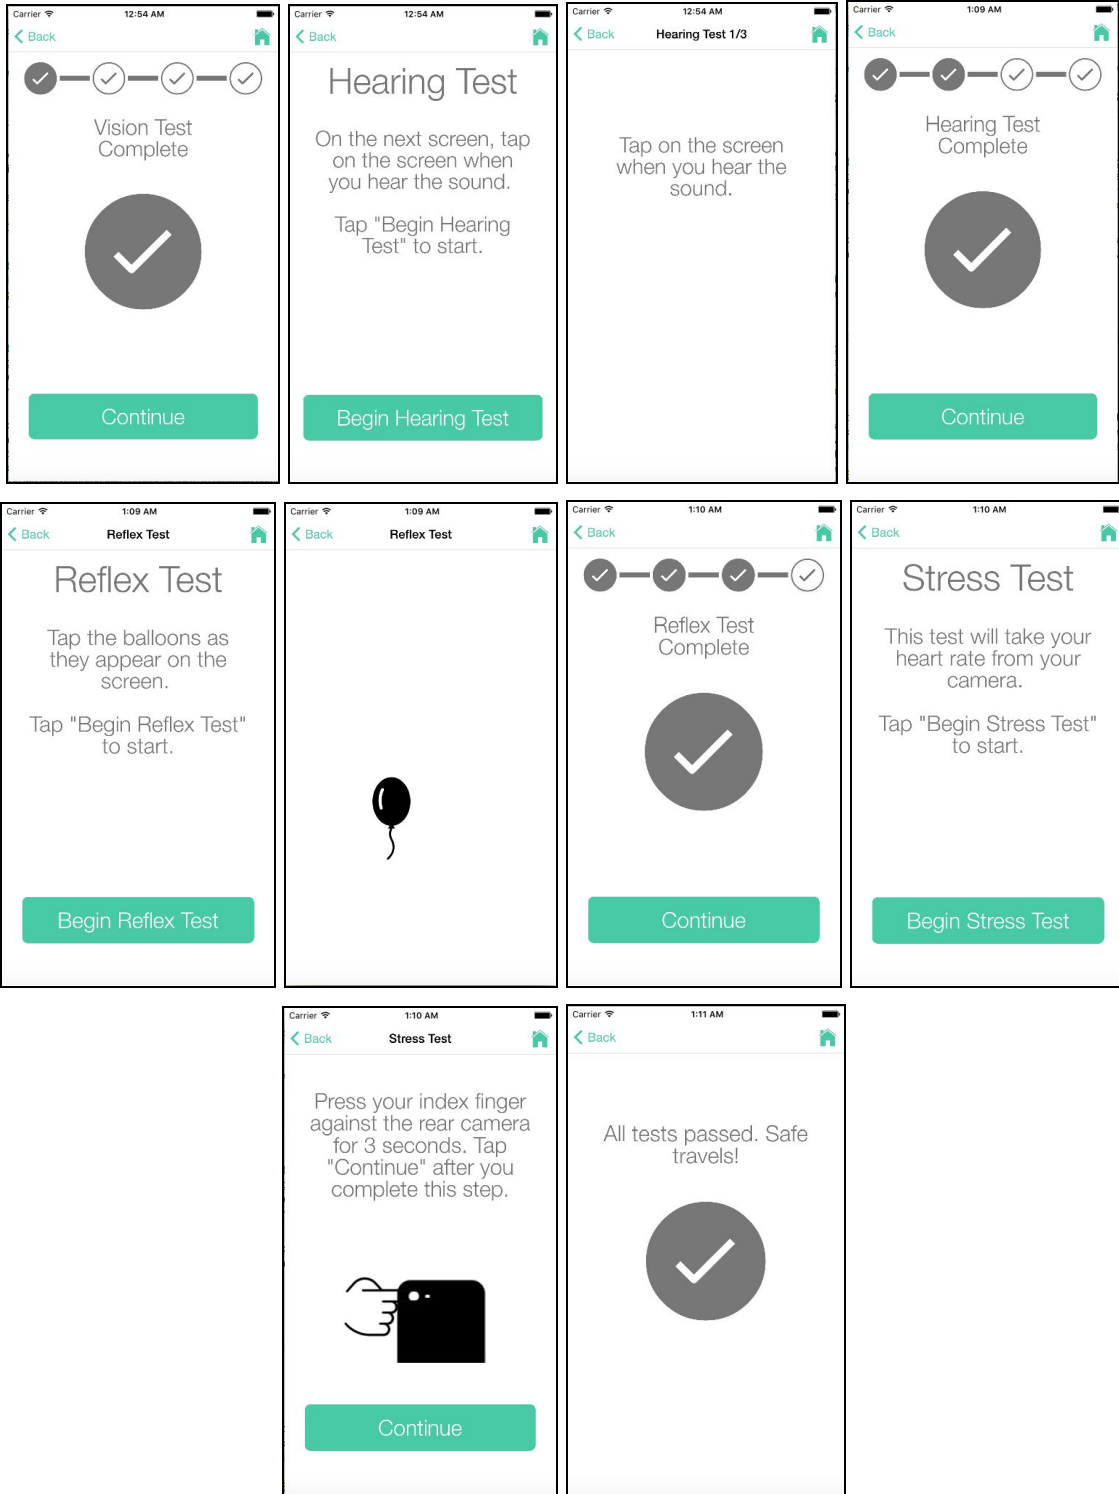 Carrier 12:54 AM
Back
Vision Test
Complete
Continue
Carrier 12:54 AM
Back
Hearing Test
On the next screen, tap
on the screen when
you hear the sound.
Tap "Begin Hearing
Test" to start.
Begin Hearing Test
Carrier 12:54 AM
Back Hearing Test 1/3
Tap on the screen
when you hear the
sound.
Carrier 1:09 AM
Back
Hearing Test
Complete
Continue
Carrier 1:09 AM
Back Reflex Test
Reflex Test
Tap the balloons as
they appear on the
screen.
Tap "Begin Reflex Test"
to start.
Begin Reflex Test
Carrier 1:09 AM
Back Reflex Test
Carrier 1:10 AM
Back
Reflex Test
Complete
Continue
Carrier 1:10 AM
Back
Stress Test
This test will take your
heart rate from your
camera.
Tap "Begin Stress Test"
to start.
Begin Stress Test
Carrier 1:10 AM
Back Stress Test
Press your index finger
against the rear camera
for 3 seconds. Tap
"Continue" after you
complete this step.
Continue
Carrier 1:11 AM
Back
All tests passed. Safe
travels!